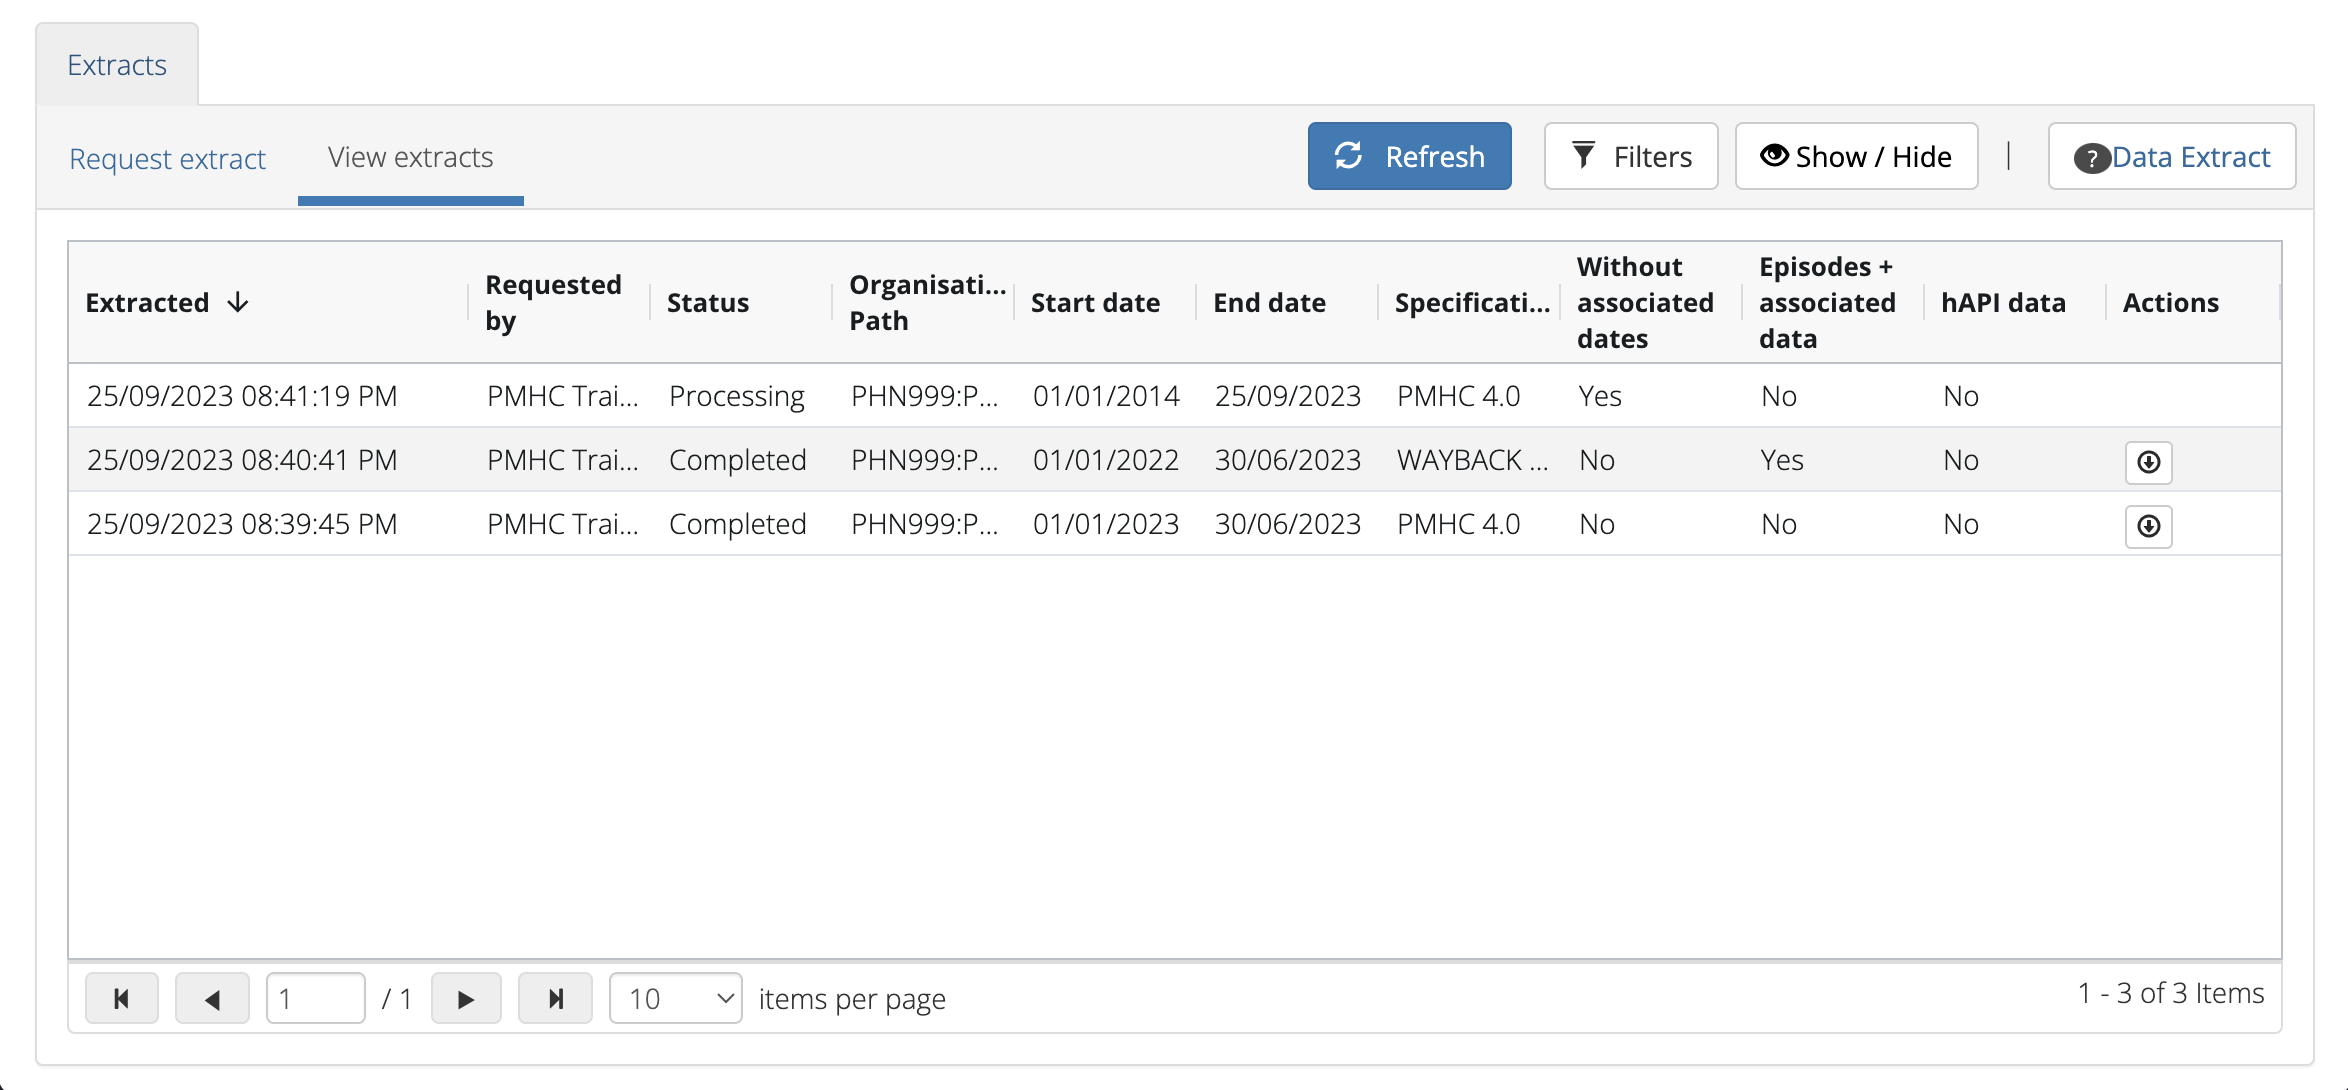 Extracts
Request extract View extracts Refresh Filters Show / Hide | ? Data Extract
Extracted Requested by Status Organisati... Path Start date End date Specificati... Without associated dates Episodes + associated data hAPI data Actions
25/09/2023 08:41:19 PM PMHC Trai... Processing PHN999:P... 01/01/2014 25/09/2023 PMHC 4.0 Yes No No
25/09/2023 08:40:41 PM PMHC Trai... Completed PHN999:P... 01/01/2022 30/06/2023 WAYBACK ... No Yes No
25/09/2023 08:39:45 PM PMHC Trai... Completed PHN999:P... 01/01/2023 30/06/2023 PMHC 4.0 No No No
1 / 1 10 items per page 1 - 3 of 3 Items